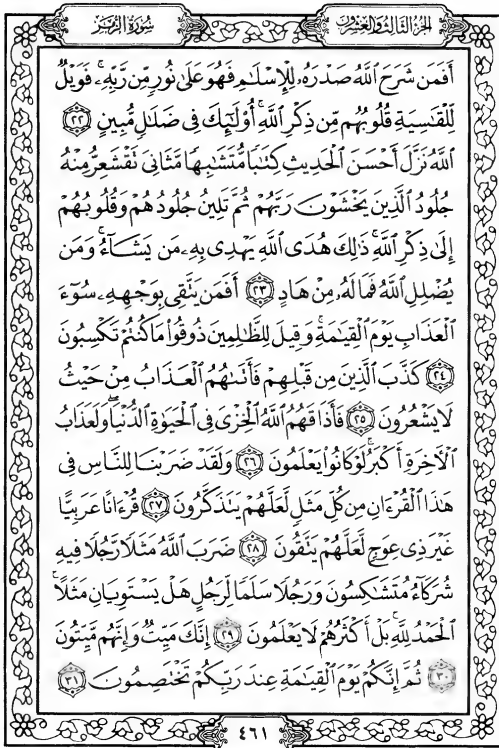 الجزء الثالث والعشرون
سورة الزمر
أَفَمَن شَرَحَ ٱللَّهُ صَدْرَهُۥ لِلْإِسْلَٰمِ فَهُوَ عَلَىٰ نُورٍ مِّن رَّبِّهِۦ ۚ فَوَيْلٌ
لِّلْقَٰسِيَةِ قُلُوبُهُم مِّن ذِكْرِ ٱللَّهِ ۚ أُو۟لَٰٓئِكَ فِى ضَلَٰلٍ مُّبِينٍ ٢٢
ٱللَّهُ نَزَّلَ أَحْسَنَ ٱلْحَدِيثِ كِتَٰبًا مُّتَشَٰبِهًا مَّثَانِىَ تَقْشَعِرُّ مِنْهُ
جُلُودُ ٱلَّذِينَ يَخْشَوْنَ رَبَّهُمْ ثُمَّ تَلِينُ جُلُودُهُمْ وَقُلُوبُهُمْ
إِلَىٰ ذِكْرِ ٱللَّهِ ۚ ذَٰلِكَ هُدَى ٱللَّهِ يَهْدِى بِهِۦ مَن يَشَآءُ ۚ وَمَن
يُضْلِلِ ٱللَّهُ فَمَا لَهُۥ مِنْ هَادٍ ٢٣ أَفَمَن يَتَّقِى بِوَجْهِهِۦ سُوٓءَ
ٱلْعَذَابِ يَوْمَ ٱلْقِيَٰمَةِ ۚ وَقِيلَ لِلظَّٰلِمِينَ ذُوقُوا۟ مَا كُنتُمْ تَكْسِبُونَ
٢٤ كَذَّبَ ٱلَّذِينَ مِن قَبْلِهِمْ فَأَتَىٰهُمُ ٱلْعَذَابُ مِنْ حَيْثُ
لَا يَشْعُرُونَ ٢٥ فَأَذَاقَهُمُ ٱللَّهُ ٱلْخِزْىَ فِى ٱلْحَيَوٰةِ ٱلدُّنْيَا ۖ وَلَعَذَابُ
ٱلْأَخِرَةِ أَكْبَرُ ۚ لَوْ كَانُوا۟ يَعْلَمُونَ ٢٦ وَلَقَدْ ضَرَبْنَا لِلنَّاسِ فِى
هَٰذَا ٱلْقُرْءَانِ مِن كُلِّ مَثَلٍ لَّعَلَّهُمْ يَتَذَكَّرُونَ ٢٧ قُرْءَانًا عَرَبِيًّا
غَيْرَ ذِى عِوَجٍ لَّعَلَّهُمْ يَتَّقُونَ ٢٨ ضَرَبَ ٱللَّهُ مَثَلًا رَّجُلًا فِيهِ
شُرَكَآءُ مُتَشَٰكِسُونَ وَرَجُلًا سَلَمًا لِّرَجُلٍ هَلْ يَسْتَوِيَانِ مَثَلًا ۚ
ٱلْحَمْدُ لِلَّهِ ۚ بَلْ أَكْثَرُهُمْ لَا يَعْلَمُونَ ٢٩ إِنَّكَ مَيِّتٌ وَإِنَّهُم مَّيِّتُونَ
٣٠ ثُمَّ إِنَّكُمْ يَوْمَ ٱلْقِيَٰمَةِ عِندَ رَبِّكُمْ تَخْتَصِمُونَ ٣١
٤٦١